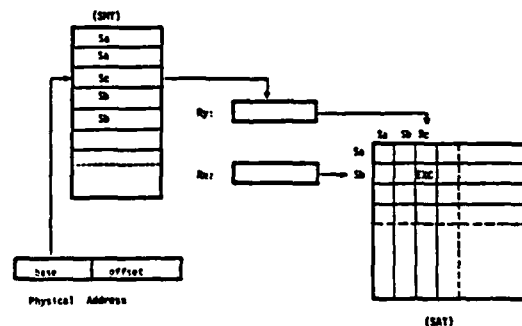 (SMT)
Sa
Sa
Sc
Sb
Sb
Ry:
Rx:
Sa Sb Sc
Sa
Sb
EXC
base offset
Physical Address
(SAT)